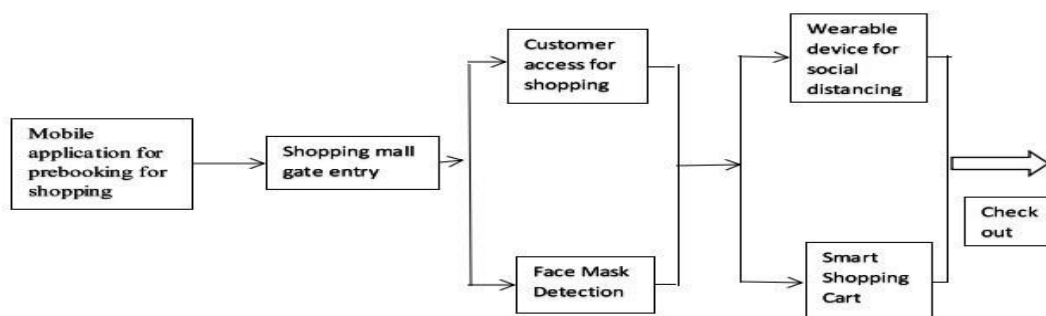 Mobile
application for
prebooking for
shopping
Shopping mall
gate entry
Customer
access for
shopping
Face Mask
Detection
Wearable
device for
social
distancing
Smart
Shopping
Cart
Check
out